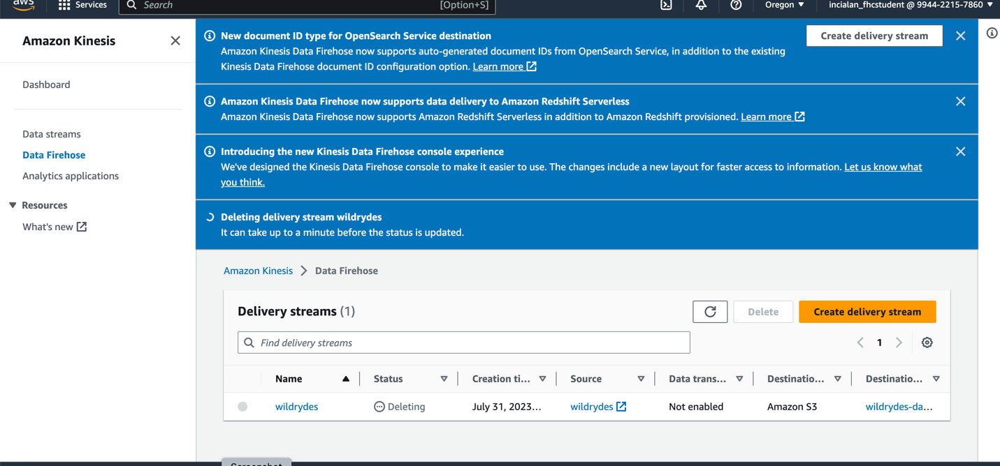 aws
Services
Search
[Option+S]
Oregon
incialan_fhcstudent @ 9944-2215-7860
Amazon Kinesis
Dashboard
Data streams
Data Firehose
Analytics applications
Resources
What's new
New document ID type for OpenSearch Service destination
Create delivery stream
Amazon Kinesis Data Firehose now supports auto-generated document IDs from OpenSearch Service, in addition to the existing
Kinesis Data Firehose document ID configuration option. Learn more
Amazon Kinesis Data Firehose now supports data delivery to Amazon Redshift Serverless
Amazon Kinesis Data Firehose now supports Amazon Redshift Serverless in addition to Amazon Redshift provisioned. Learn more
Introducing the new Kinesis Data Firehose console experience
We've designed the Kinesis Data Firehose console to make it easier to use. The changes include a new layout for faster access to information. Let us know what
you think.
Deleting delivery stream wildrydes
It can take up to a minute before the status is updated.
Amazon Kinesis > Data Firehose
Delivery streams (1)
Delete
Create delivery stream
Find delivery streams
1
Name Status Creation ti... Source Data trans... Destinatio... Destinatio...
wildrydes Deleting July 31, 2023... wildrydes Not enabled Amazon S3 wildrydes-da...
Screenshot